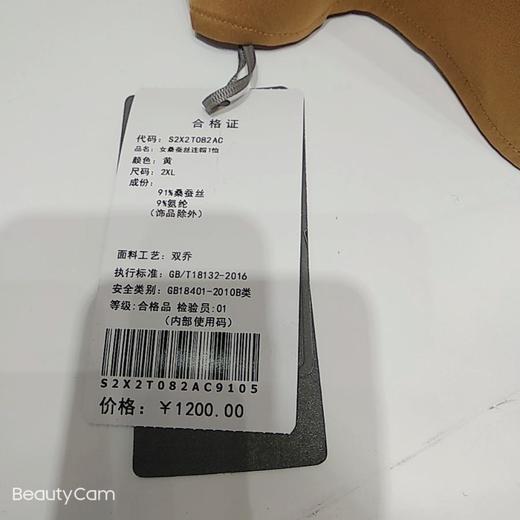 合格证
代码: S2X2T082AC
品名: 女桑蚕丝连帽T恤
颜色: 黄
尺码: 2XL
成份:
91%桑蚕丝
9%氨纶
(饰品除外)
面料工艺: 双乔
执行标准: GB/T18132-2016
安全类别: GB18401-2010B类
等级:合格品 检验员:01
(内部使用码)
S2X2T082AC9105
价格: ¥1200.00
BeautyCam